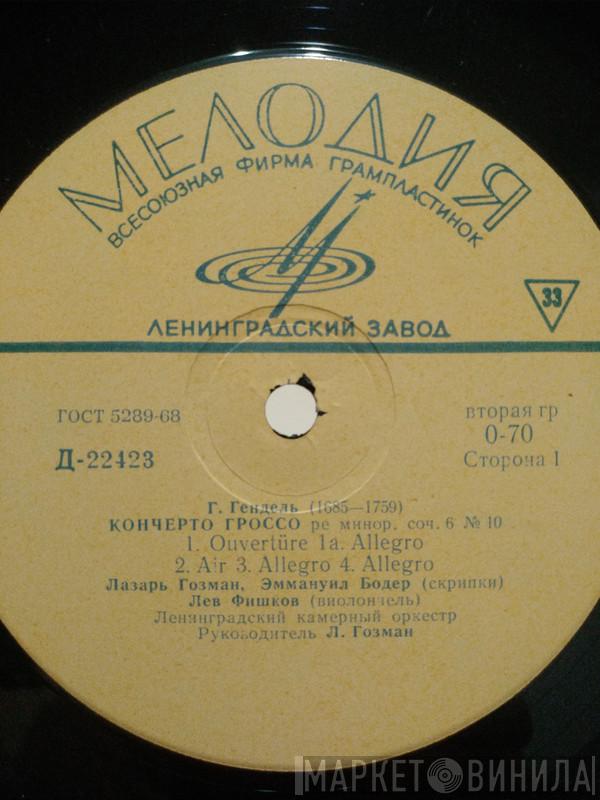 МЕЛОДИЯ
ВСЕСОЮЗНАЯ ФИРМА ГРАМПЛАСТИНОК
ЛЕНИНГРАДСКИЙ ЗАВОД
33
ГОСТ 5289-68
Д-22423
вторая гр
0-70
Сторона 1
Г. Гендель (1685—1759)
КОНЧЕРТО ГРОССО ре минор, соч. 6 № 10
1. Ouvertüre 1a. Allegro
2. Air 3. Allegro 4. Allegro
Лазарь Гозман, Эммануил Бодер (скрипки)
Лев Фишков (виолончель)
Ленинградский камерный оркестр
Руководитель Л. Гозман
МАРКЕТ ВИНИЛА